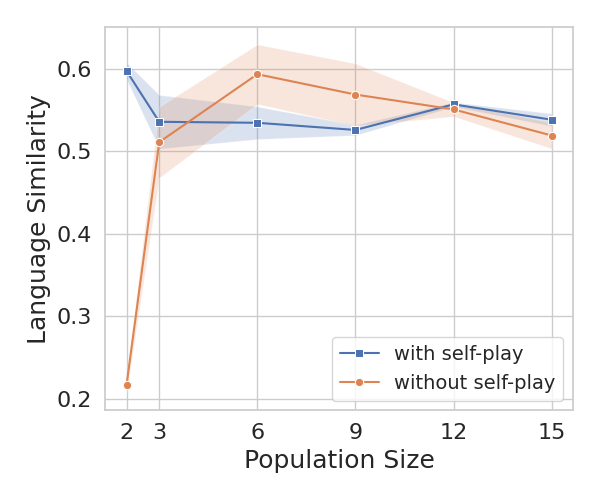 Language Similarity
0.6
0.5
0.4
0.3
0.2
with self-play
without self-play
2 3 6 9 12 15
Population Size